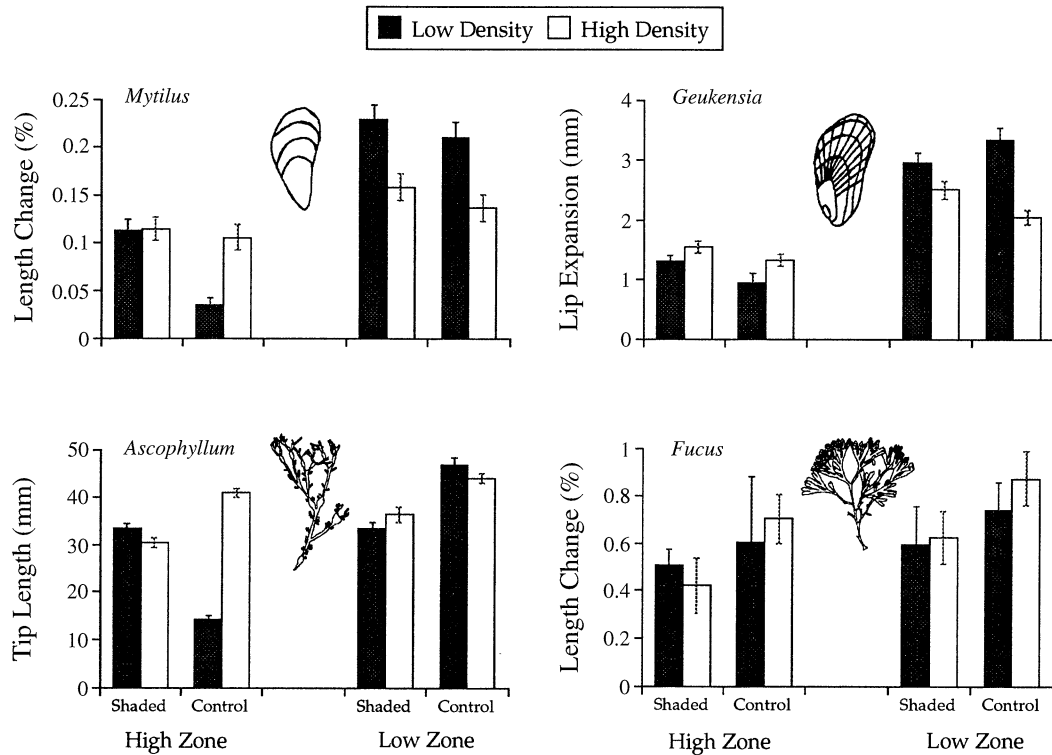 Low Density High Density
Mytilus
Length Change (%)
0.25
0.2
0.15
0.1
0.05
0
Geukensia
Lip Expansion (mm)
4
3
2
1
0
Ascophyllum
Tip Length (mm)
50
40
30
20
10
0
Shaded Control Shaded Control
High Zone Low Zone
Fucus
Length Change (%)
1
0.8
0.6
0.4
0.2
0
Shaded Control Shaded Control
High Zone Low Zone